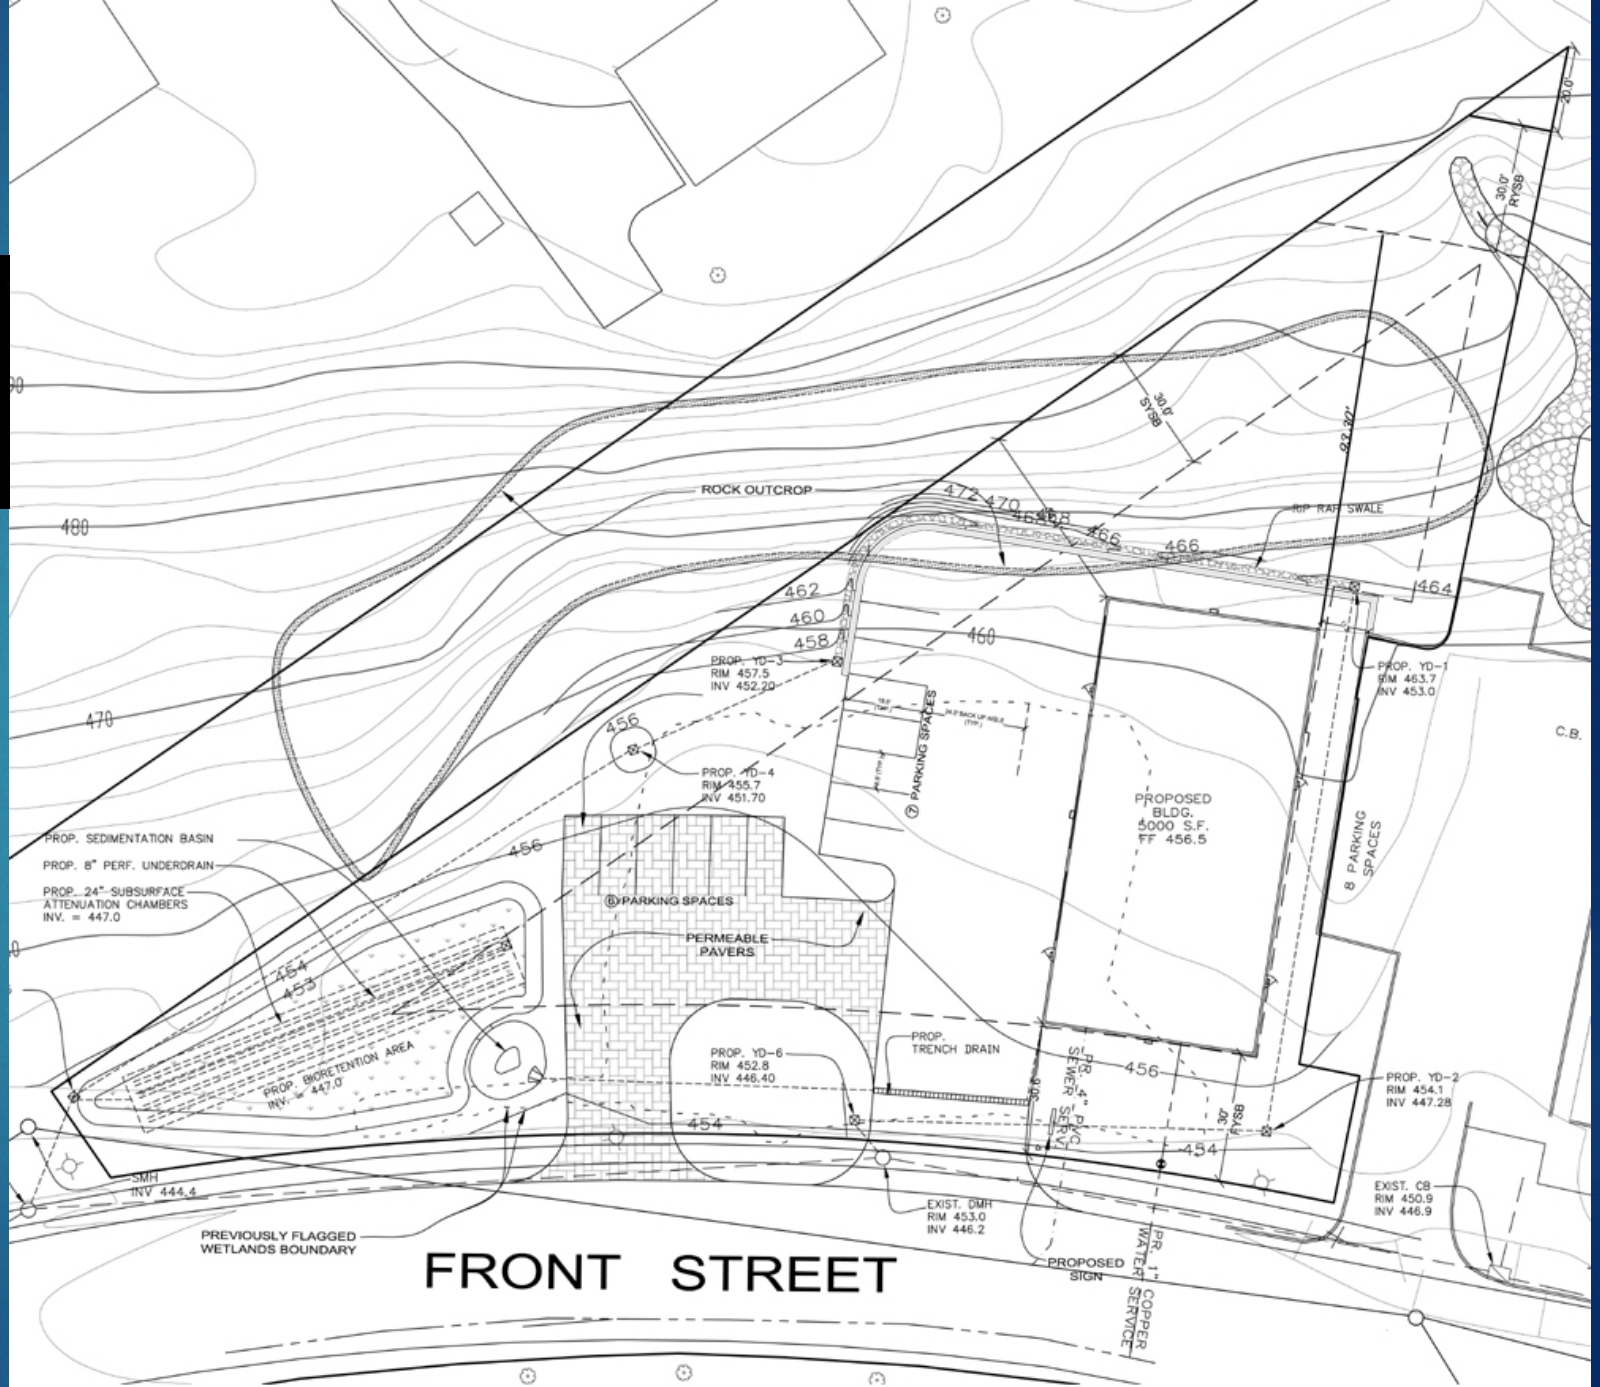 20.0'
30.0'
RYSB
30.0'
SYSB
93.30'
480
ROCK OUTCROP
472
470
468
468
466
466
RIP RAP SWALE
464
462
460
458
460
PROP. YD-3
RIM 457.5
INV 452.20
PROP. YD-1
RIM 463.7
INV 453.0
470
456
24.0' BACK UP AISLE
(TYP.)
7 PARKING SPACES
C.B.
PROP. YD-4
RIM 455.7
INV 451.70
PROPOSED
BLDG.
5000 S.F.
FF 456.5
8 PARKING
SPACES
PROP. SEDIMENTATION BASIN
PROP. 8" PERF. UNDERDRAIN
PROP. 24" SUBSURFACE
ATTENUATION CHAMBERS
INV. = 447.0
456
6 PARKING SPACES
PERMEABLE
PAVERS
454
453
PROP. BIORETENTION AREA
INV. = 447.0
PROP. YD-6
RIM 452.8
INV 446.40
PROP.
TRENCH DRAIN
456
PROP. YD-2
RIM 454.1
INV 447.28
30'
FYSB
PR. 4" PVC
SEWER SERV.
454
454
SMH
INV 444.4
EXIST. DMH
RIM 453.0
INV 446.2
EXIST. CB
RIM 450.9
INV 446.9
PREVIOUSLY FLAGGED
WETLANDS BOUNDARY
FRONT STREET
PROPOSED
SIGN
PR. 1" COPPER
WATER SERVICE